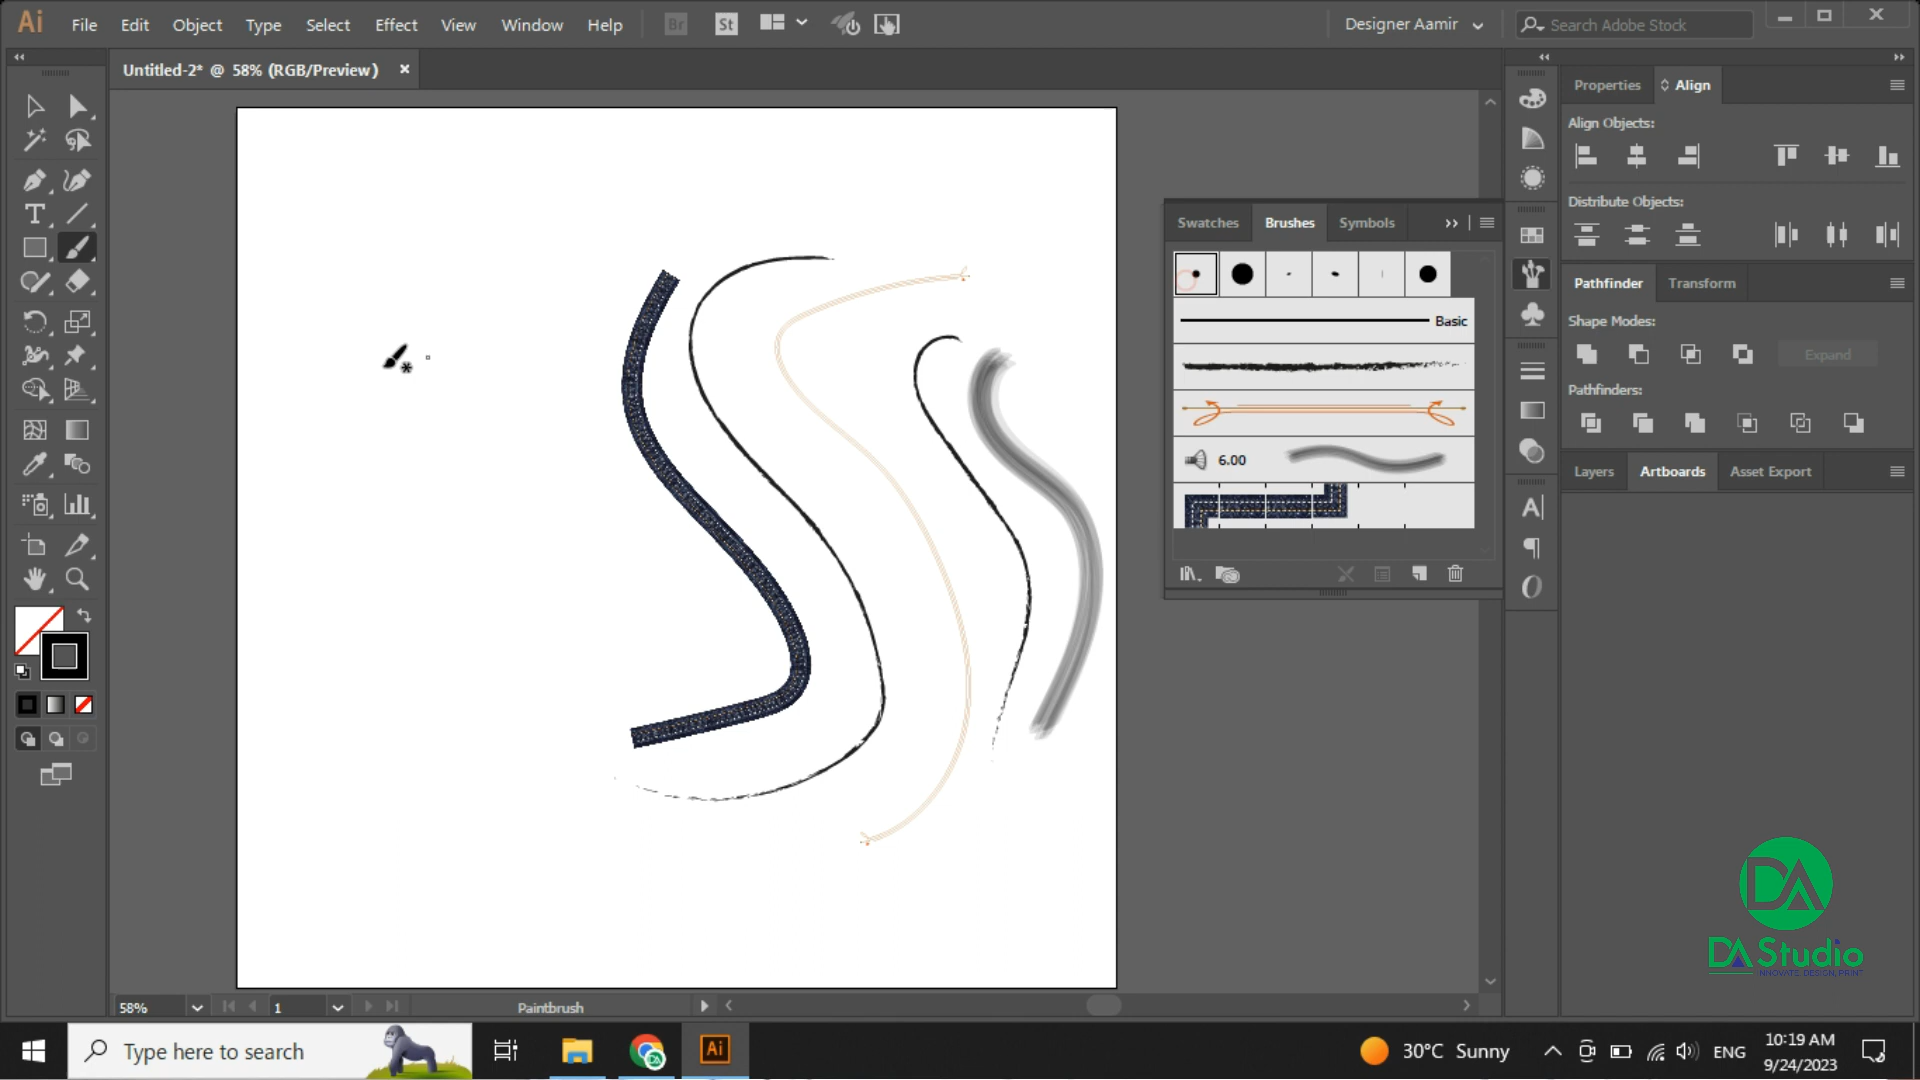 Ai File Edit Object Type Select Effect View Window Help Br St Designer Aamir Search Adobe Stock
Untitled-2* @ 58% (RGB/Preview)
Properties Align
Align Objects:
Distribute Objects:
Swatches Brushes Symbols
Pathfinder Transform
Basic
Shape Modes:
Expand
Pathfinders:
6.00
Layers Artboards Asset Export
DA
DA Studio
INNOVATE, DESIGN, PRINT
58% 1 Paintbrush
Type here to search Ai 30°C Sunny ENG 10:19 AM
9/24/2023